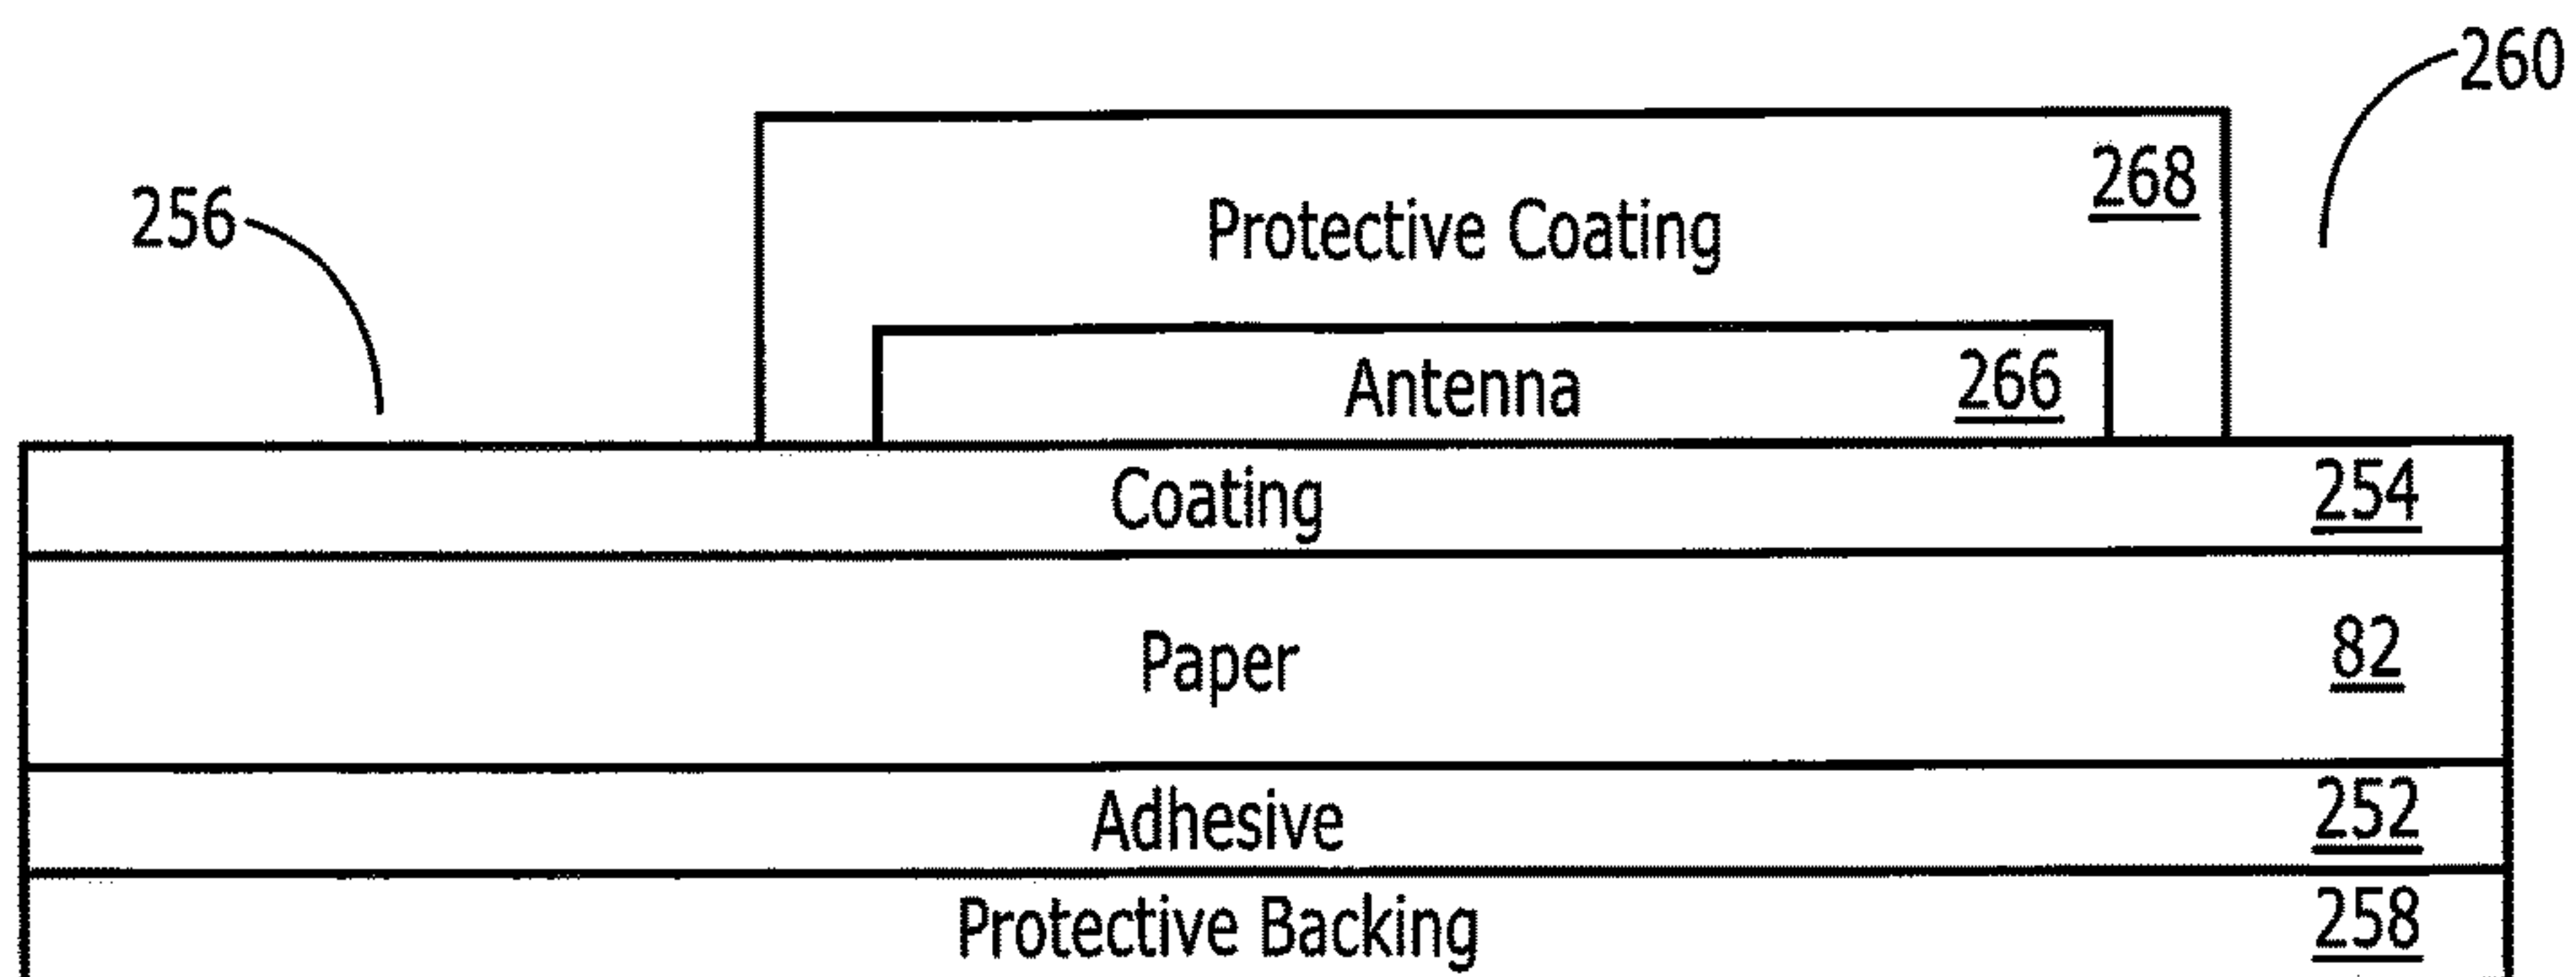 260
256
Protective Coating 268
Antenna 266
Coating 254
Paper 82
Adhesive 252
Protective Backing 258